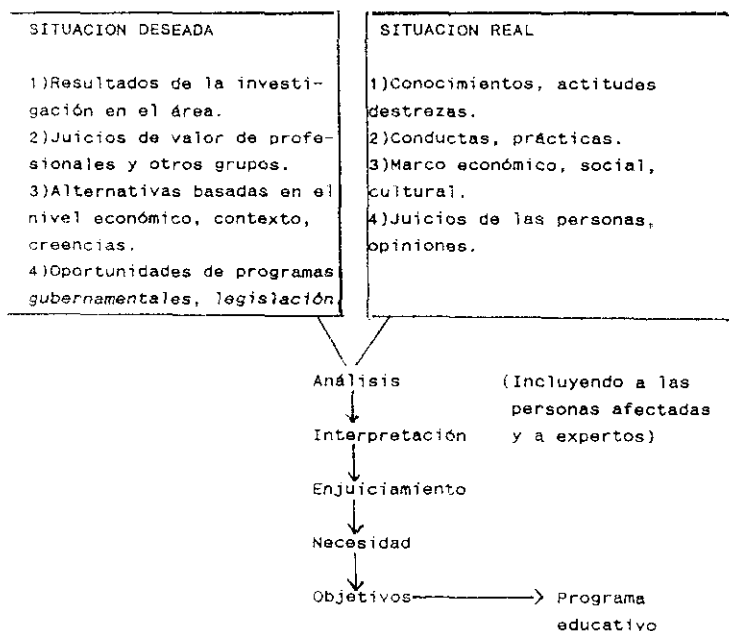 SITUACION DESEADA
1)Resultados de la investi-
gación en el área.
2)Juicios de valor de profe-
sionales y otros grupos.
3)Alternativas basadas en el
nivel económico, contexto,
creencias.
4)Oportunidades de programas
gubernamentales, legislación
SITUACION REAL
1)Conocimientos, actitudes
destrezas.
2)Conductas, prácticas.
3)Marco económico, social,
cultural.
4)Juicios de las personas,
opiniones.
Análisis
(Incluyendo a las
personas afectadas
y a expertos)
Interpretación
Enjuiciamiento
Necesidad
Objetivos
Programa
educativo